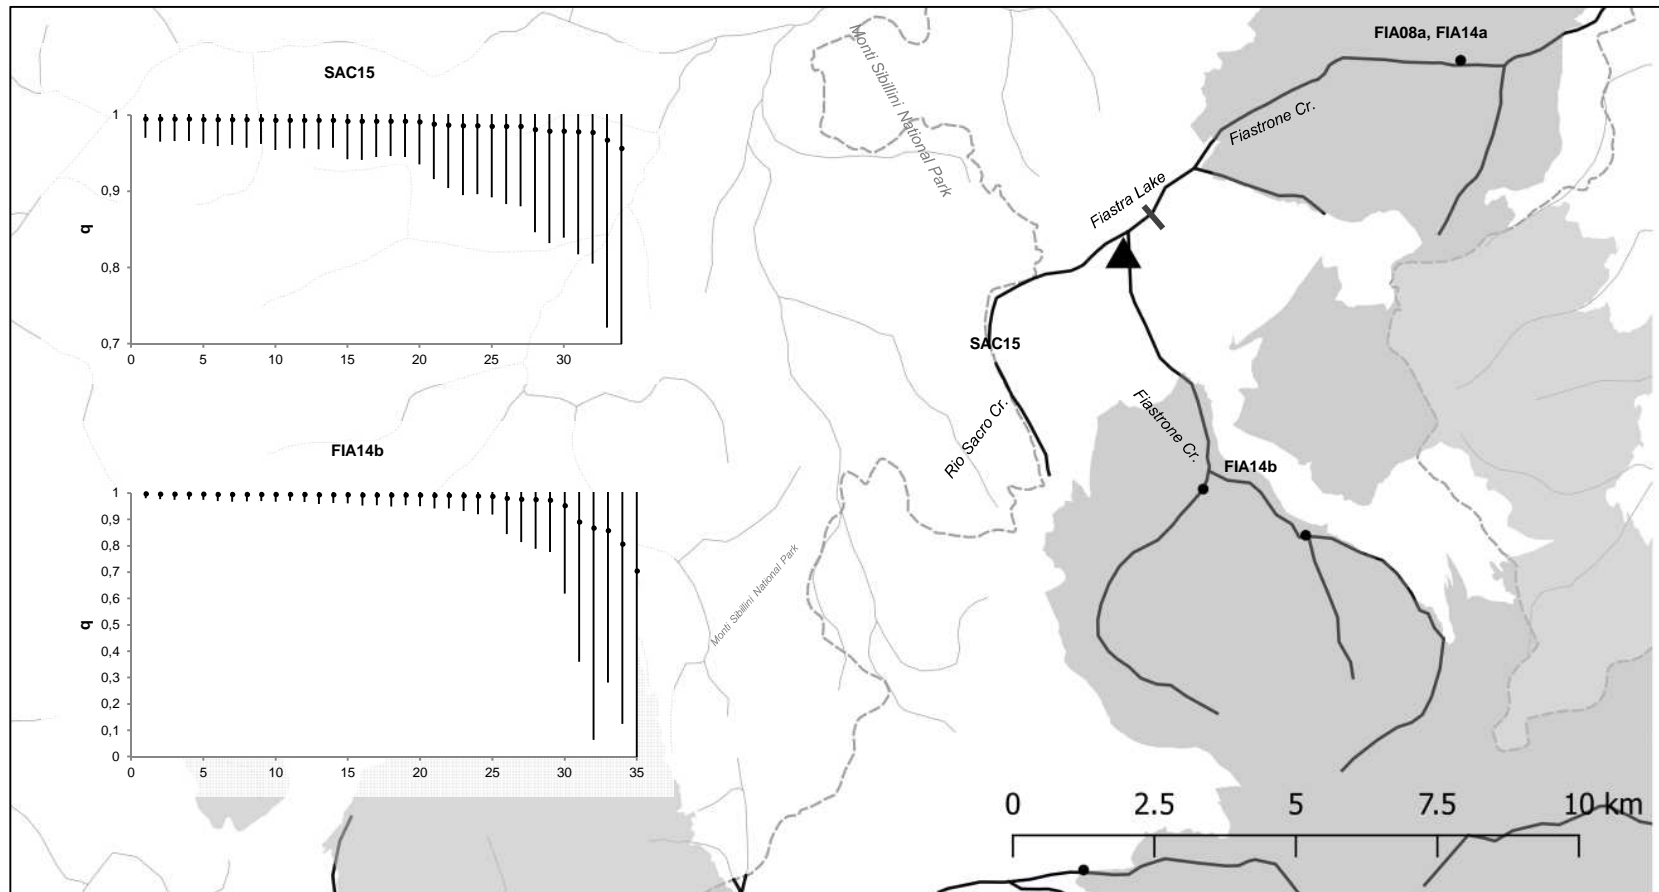 SAC15
1
0,9
0,8
0,7
q
0 5 10 15 20 25 30
FIA14b
1
0,9
0,8
0,7
0,6
0,5
0,4
0,3
0,2
0,1
0
q
0 5 10 15 20 25 30 35
Monti Sibillini National Park
Monti Sibillini National Park
FIA08a, FIA14a
Fiastrone Cr.
Fiastra Lake
SAC15
Rio Sacro Cr.
Fiastrone Cr.
FIA14b
0 2.5 5 7.5 10 km